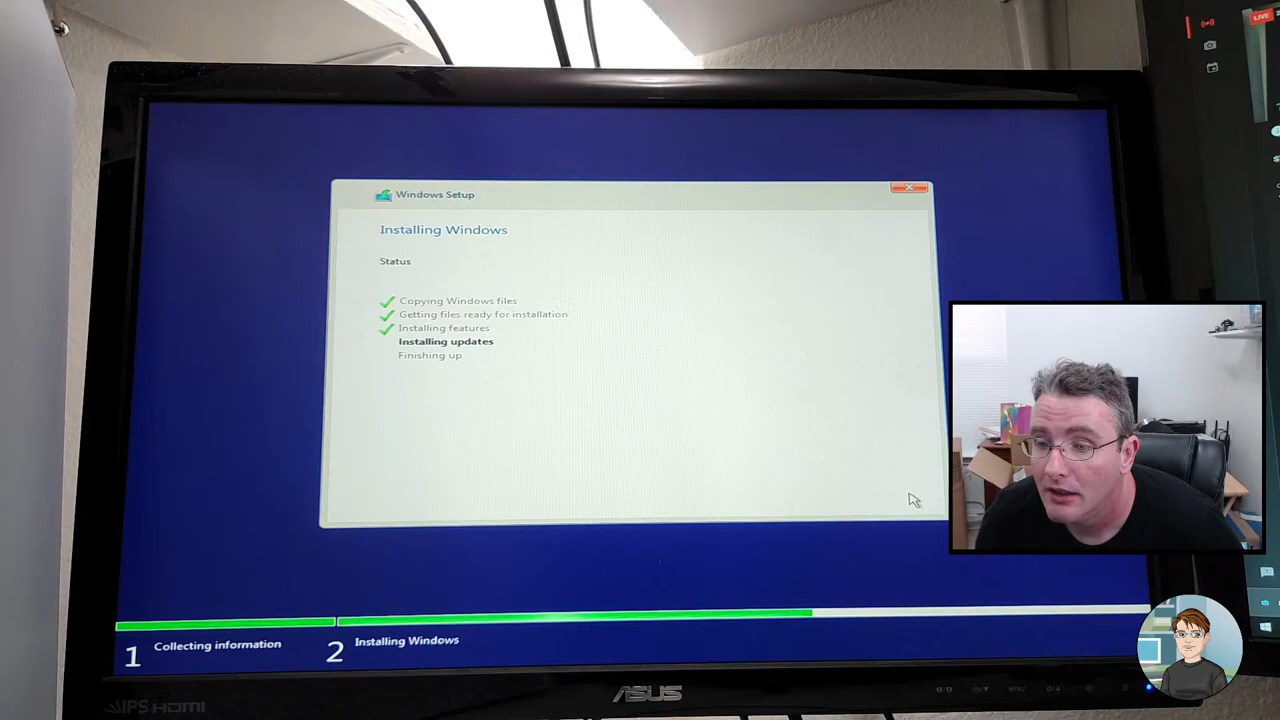 LIVE
Windows Setup
Installing Windows
Status
Copying Windows files
Getting files ready for installation
Installing features
Installing updates
Finishing up
1 Collecting information
2 Installing Windows
IPS HDMI
ASUS
MENU